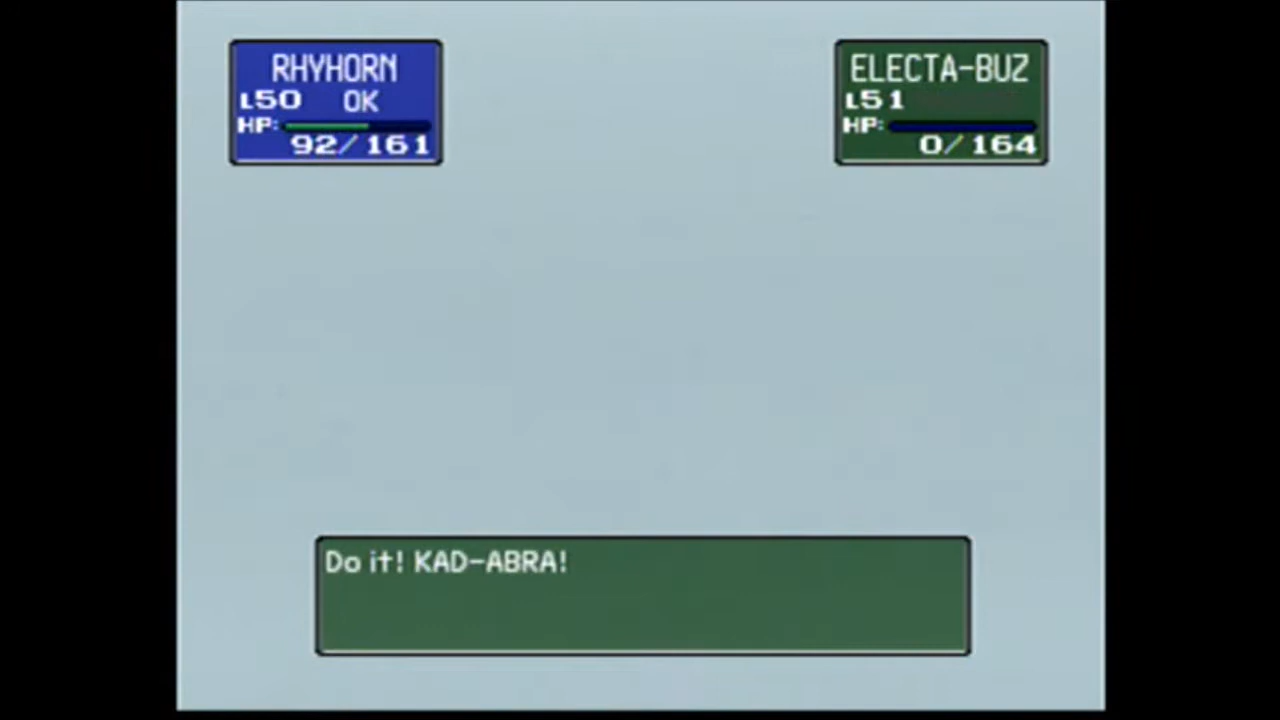 RHYHORN
L50 OK
HP:
92/161
ELECTA-BUZ
L51
HP:
0/164
Do it! KAD-ABRA!